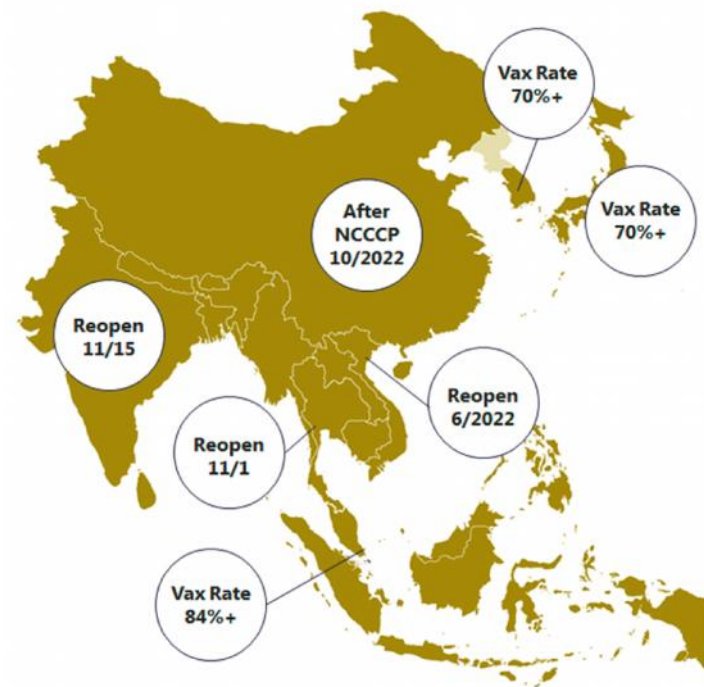 Vax Rate
70%+
Vax Rate
70%+
After
NCCCP
10/2022
Reopen
11/15
Reopen
6/2022
Reopen
11/1
Vax Rate
84%+